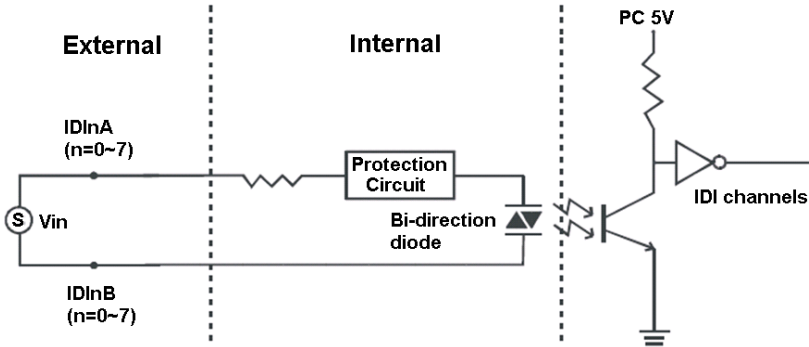 External
Internal
PC 5V
IDInA
(n=0~7)
Protection
Circuit
IDI channels
S
Vin
Bi-direction
diode
IDInB
(n=0~7)